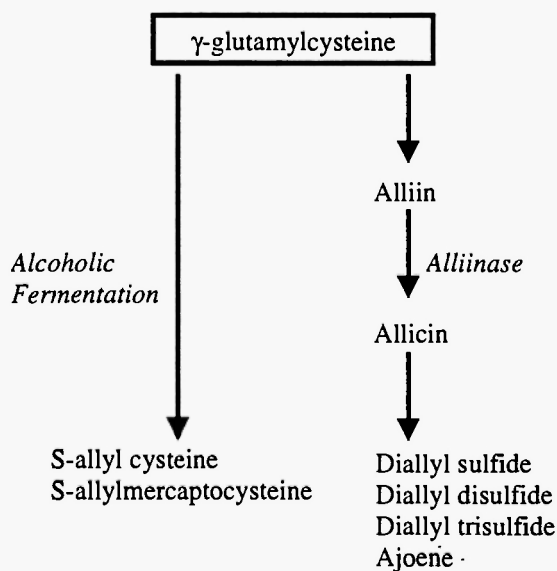 γ-glutamylcysteine
Alliin
Alcoholic
Fermentation
Alliinase
Allicin
S-allyl cysteine
S-allylmercaptocysteine
Diallyl sulfide
Diallyl disulfide
Diallyl trisulfide
Ajoene